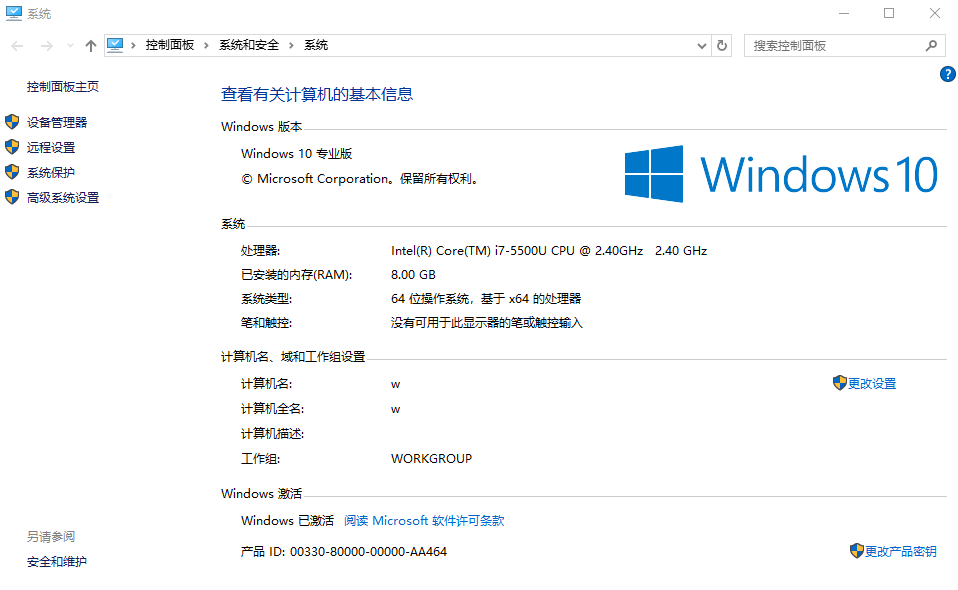 系统
控制面板 › 系统和安全 › 系统
搜索控制面板
?
控制面板主页
设备管理器
远程设置
系统保护
高级系统设置
查看有关计算机的基本信息
Windows 版本
Windows 10 专业版
© Microsoft Corporation。保留所有权利。
Windows 10
系统
处理器: Intel(R) Core(TM) i7-5500U CPU @ 2.40GHz 2.40 GHz
已安装的内存(RAM): 8.00 GB
系统类型: 64 位操作系统，基于 x64 的处理器
笔和触控: 没有可用于此显示器的笔或触控输入
计算机名、域和工作组设置
计算机名: w 更改设置
计算机全名: w
计算机描述:
工作组: WORKGROUP
Windows 激活
Windows 已激活 阅读 Microsoft 软件许可条款
产品 ID: 00330-80000-00000-AA464 更改产品密钥
另请参阅
安全和维护